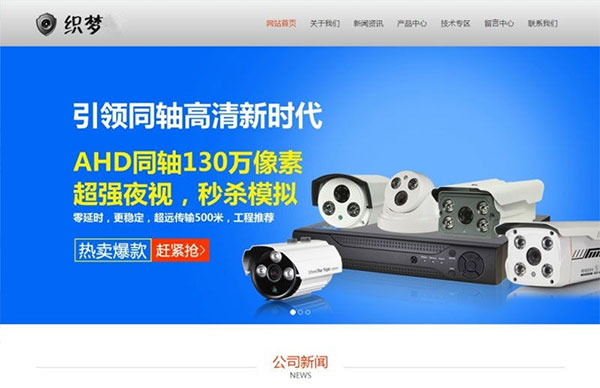 织梦
网站首页 关于我们 新闻资讯 产品中心 技术专区 留言中心 联系我们
引领同轴高清新时代
AHD同轴130万像素
超强夜视，秒杀模拟
零延时，更稳定，超远传输500米，工程推荐
热卖爆款 赶紧抢>
公司新闻
NEWS